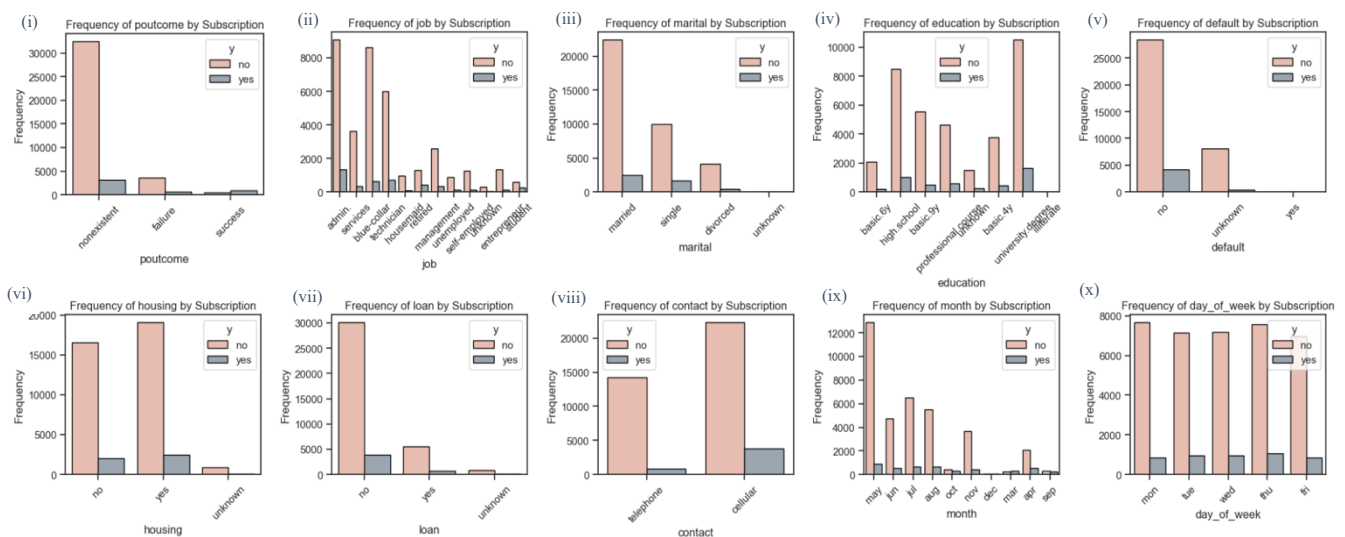 (i)
Frequency of poutcome by Subscription
y
no
yes
30000
25000
20000
15000
10000
5000
0
Frequency
nonexistent
failure
success
poutcome
(ii)
Frequency of job by Subscription
y
no
yes
8000
6000
4000
2000
0
Frequency
admin.
services
blue-collar
technician
housemaid
retired
management
unemployed
self-employed
unknown
entrepreneur
student
job
(iii)
Frequency of marital by Subscription
y
no
yes
20000
15000
10000
5000
0
Frequency
married
single
divorced
unknown
marital
(iv)
Frequency of education by Subscription
y
no
yes
10000
8000
6000
4000
2000
0
Frequency
basic.6y
high.school
basic.9y
professional.course
unknown
basic.4y
university.degree
illiterate
education
(v)
Frequency of default by Subscription
y
no
yes
25000
20000
15000
10000
5000
0
Frequency
no
unknown
yes
default
(vi)
Frequency of housing by Subscription
y
no
yes
20000
15000
10000
5000
0
Frequency
no
yes
unknown
housing
(vii)
Frequency of loan by Subscription
y
no
yes
30000
25000
20000
15000
10000
5000
0
Frequency
no
yes
unknown
loan
(viii)
Frequency of contact by Subscription
y
no
yes
20000
15000
10000
5000
0
Frequency
telephone
cellular
contact
(ix)
Frequency of month by Subscription
y
no
yes
12000
10000
8000
6000
4000
2000
0
Frequency
may
jun
jul
aug
oct
nov
dec
mar
apr
sep
month
(x)
Frequency of day_of_week by Subscription
y
no
yes
8000
6000
4000
2000
0
Frequency
mon
tue
wed
thu
fri
day_of_week